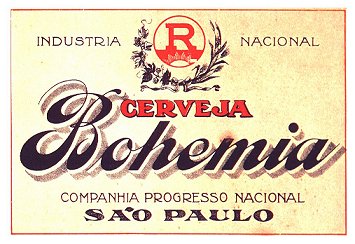 R
INDUSTRIA NACIONAL
CERVEJA
Bohemia
COMPANHIA PROGRESSO NACIONAL
SÃO PAULO